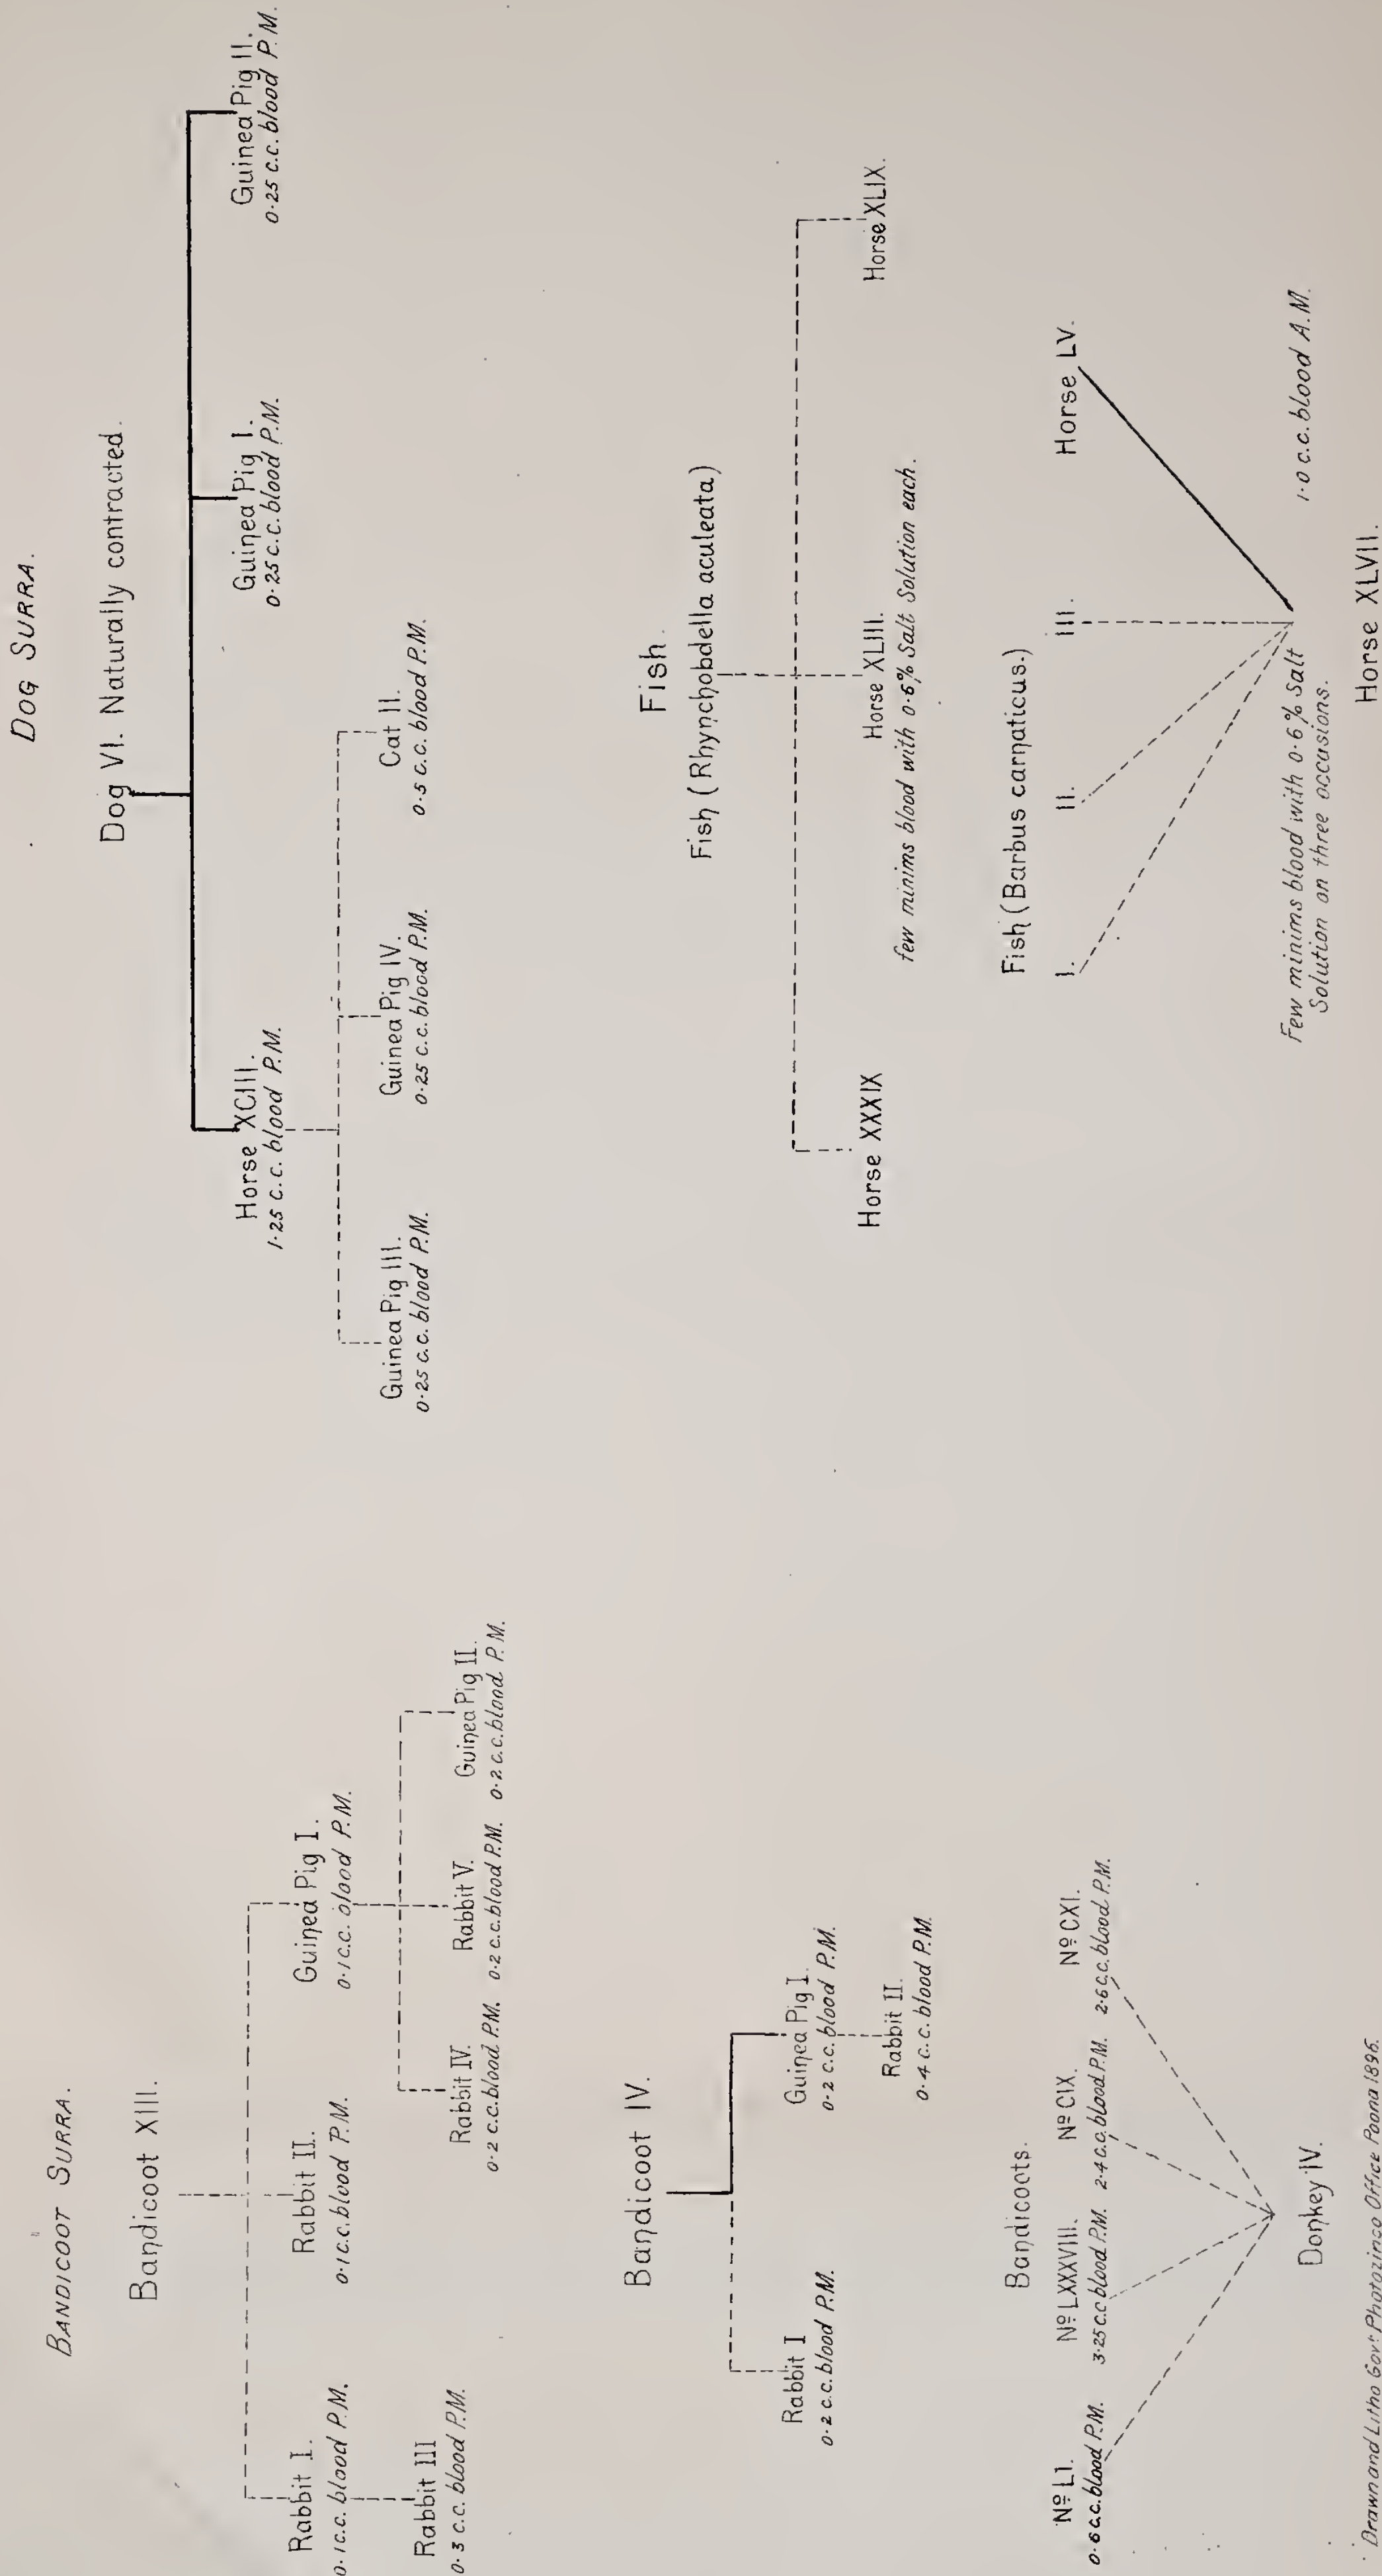 BANDICOOT SURRA.
Bandicoot XIII.
Rabbit I.
0·1 c.c. blood P.M.
Rabbit II.
0·1 c.c. blood P.M.
Guinea Pig I.
0·1 c.c. blood P.M.
Rabbit III
0·3 c.c. blood P.M.
Rabbit IV.
0·2 c.c. blood P.M.
Rabbit V.
0·2 c.c. blood P.M.
Guinea Pig II.
0·2 c.c. blood P.M.
Bandicoot IV.
Rabbit I
0·2 c.c. blood P.M.
Guinea Pig I.
0·2 c.c. blood P.M.
Rabbit II.
0·4 c.c. blood P.M.
Bandicoots.
Nº LI.
0·6 c.c. blood P.M.
Nº LXXXVIII.
3·25 c.c blood P.M.
Nº CIX.
2·4 c.c. blood P.M.
Nº CXI.
2·6 c.c. blood P.M.
Donkey IV.
Drawn and Litho Govt Photozinco Office Poona 1896.
DOG SURRA.
Dog VI. Naturally contracted.
Horse XCIII.
1·25 c.c. blood P.M.
Guinea Pig I.
0·25 c.c. blood P.M.
Guinea Pig II.
0·25 c.c. blood P.M.
Guinea Pig III.
0·25 c.c. blood P.M.
Guinea Pig IV.
0·25 c.c. blood P.M.
Cat II.
0·5 c.c. blood P.M.
Fish.
Fish (Rhynchobdella aculeata)
Horse XXXIX
Horse XLIII.
Horse XLIX.
few minims blood with 0·6% Salt Solution each.
Fish (Barbus carnaticus.)
I.
II.
III.
Horse LV.
Few minims blood with 0·6% Salt
Solution on three occasions.
1·0 c.c. blood A.M.
Horse XLVII.